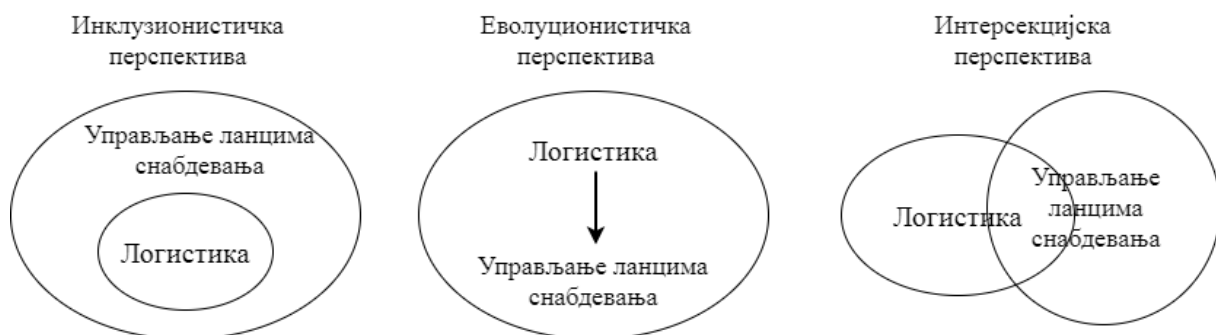 Инклузионистичка
перспектива
Управљање ланцима
снабдевања
Логистика
Еволуционистичка
перспектива
Логистика
Управљање ланцима
снабдевања
Интерсекцијска
перспектива
Логистика
Управљање
ланцима
снабдевања